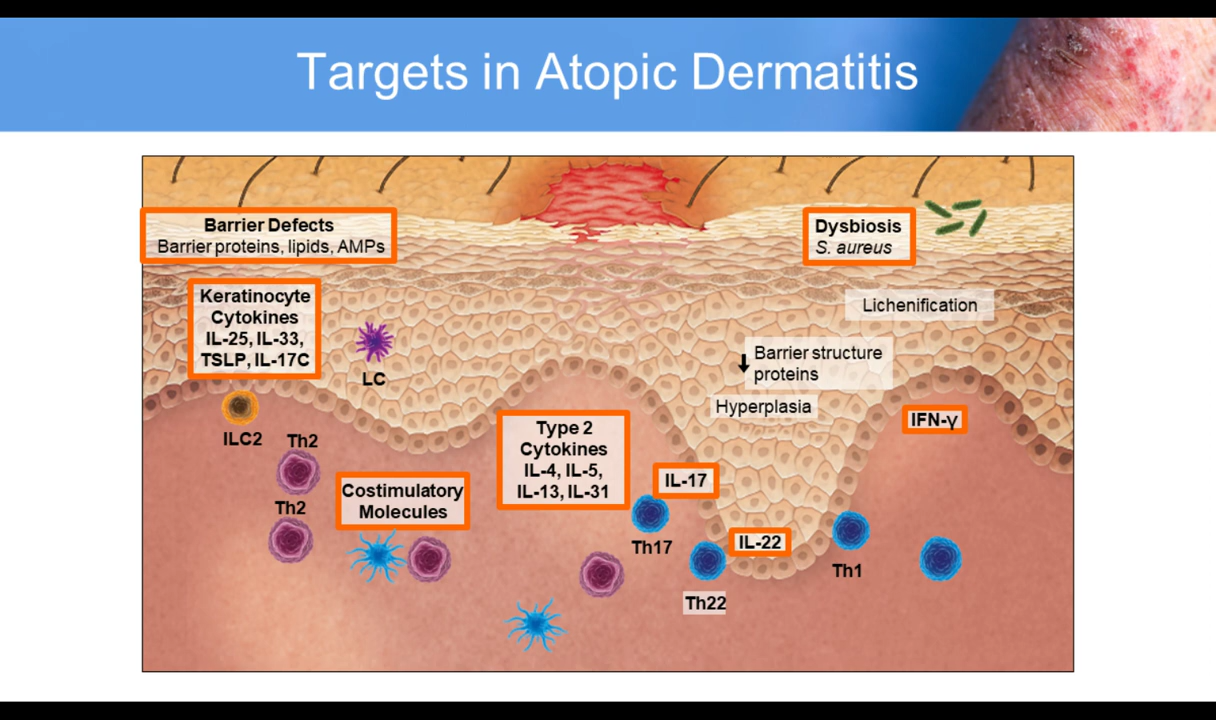 Targets in Atopic Dermatitis
Barrier Defects
Barrier proteins, lipids, AMPs
Dysbiosis
S. aureus
Keratinocyte
Cytokines
IL-25, IL-33,
TSLP, IL-17C
LC
Lichenification
Barrier structure
proteins
Hyperplasia
IFN-γ
ILC2
Th2
Th2
Costimulatory
Molecules
Type 2
Cytokines
IL-4, IL-5,
IL-13, IL-31
IL-17
Th17
IL-22
Th22
Th1